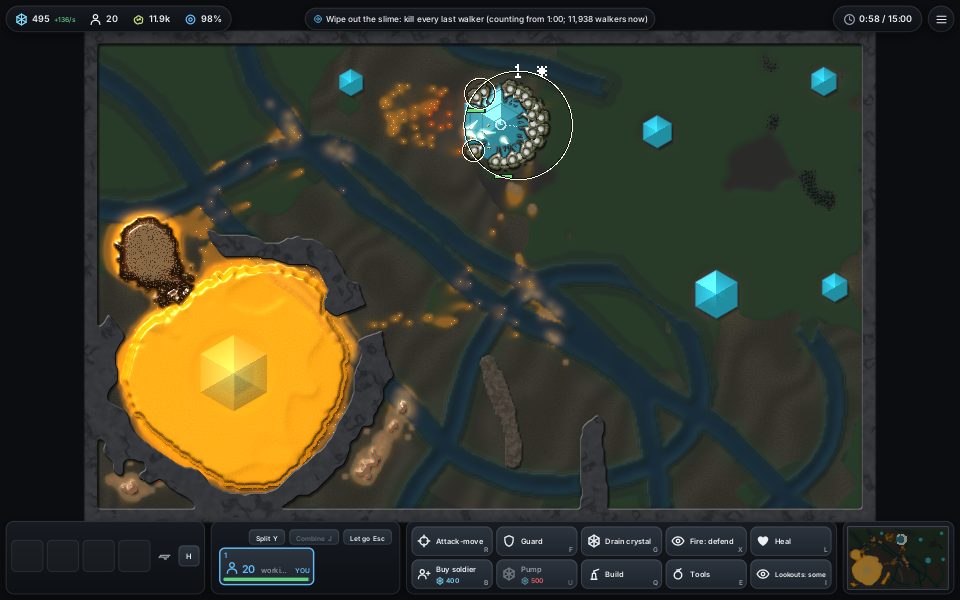 495 +136/s 20 11.9k 98%
Wipe out the slime: kill every last walker (counting from 1:00; 11,938 walkers now)
0:58 / 15:00
1
Split Y Combine J Let go Esc
H
1
20 worki... YOU
Attack-move R
Guard F
Drain crystal G
Fire: defend X
Heal L
Buy soldier 400 B
Pump 500 U
Build Q
Tools E
Lookouts: some I